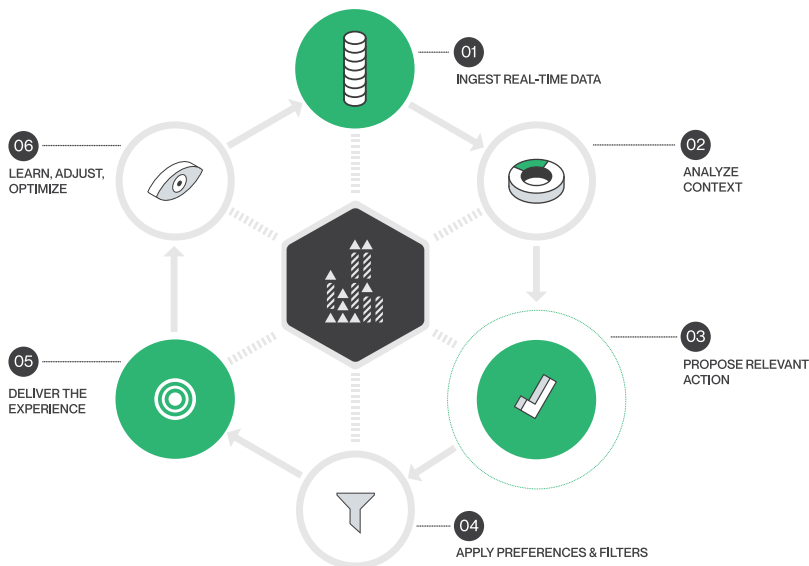 01
INGEST REAL-TIME DATA
02
ANALYZE
CONTEXT
03
PROPOSE RELEVANT
ACTION
04
APPLY PREFERENCES & FILTERS
05
DELIVER THE
EXPERIENCE
06
LEARN, ADJUST,
OPTIMIZE